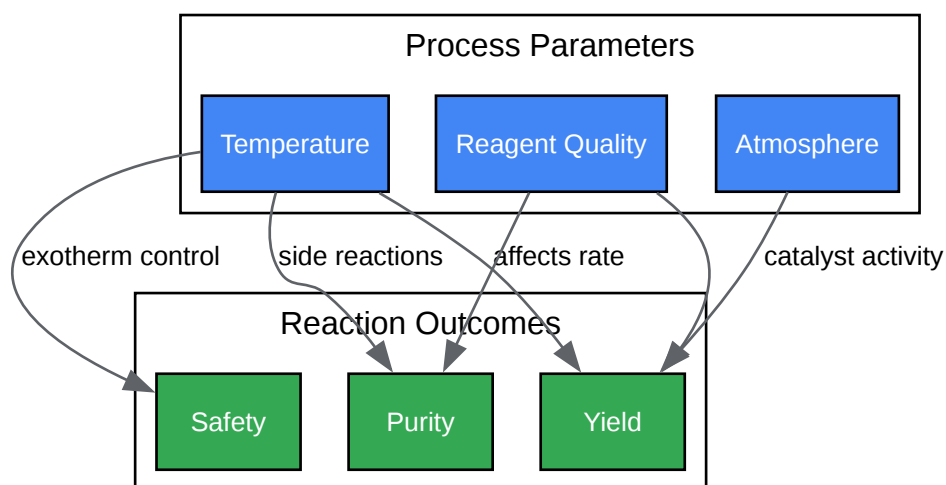 Process Parameters
Temperature
Reagent Quality
Atmosphere
exotherm control
side reactions
affects rate
catalyst activity
Reaction Outcomes
Safety
Purity
Yield